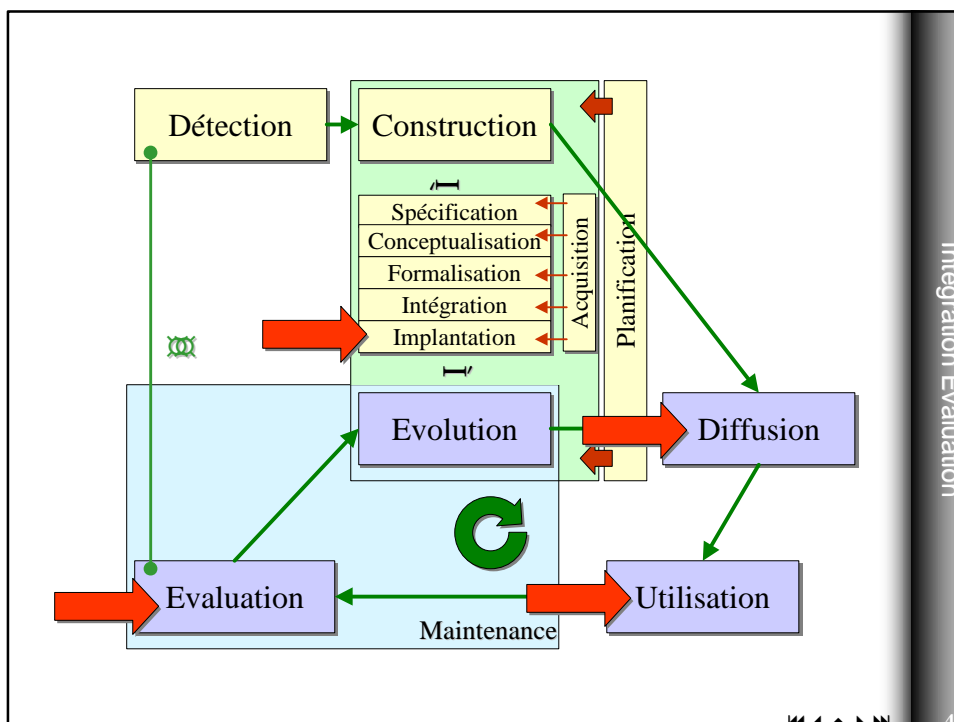 Détection
Construction
Spécification
Conceptualisation
Formalisation
Intégration
Implantation
Acquisition
Planification
Evolution
Diffusion
Evaluation
Utilisation
Maintenance
Intégration Evaluation